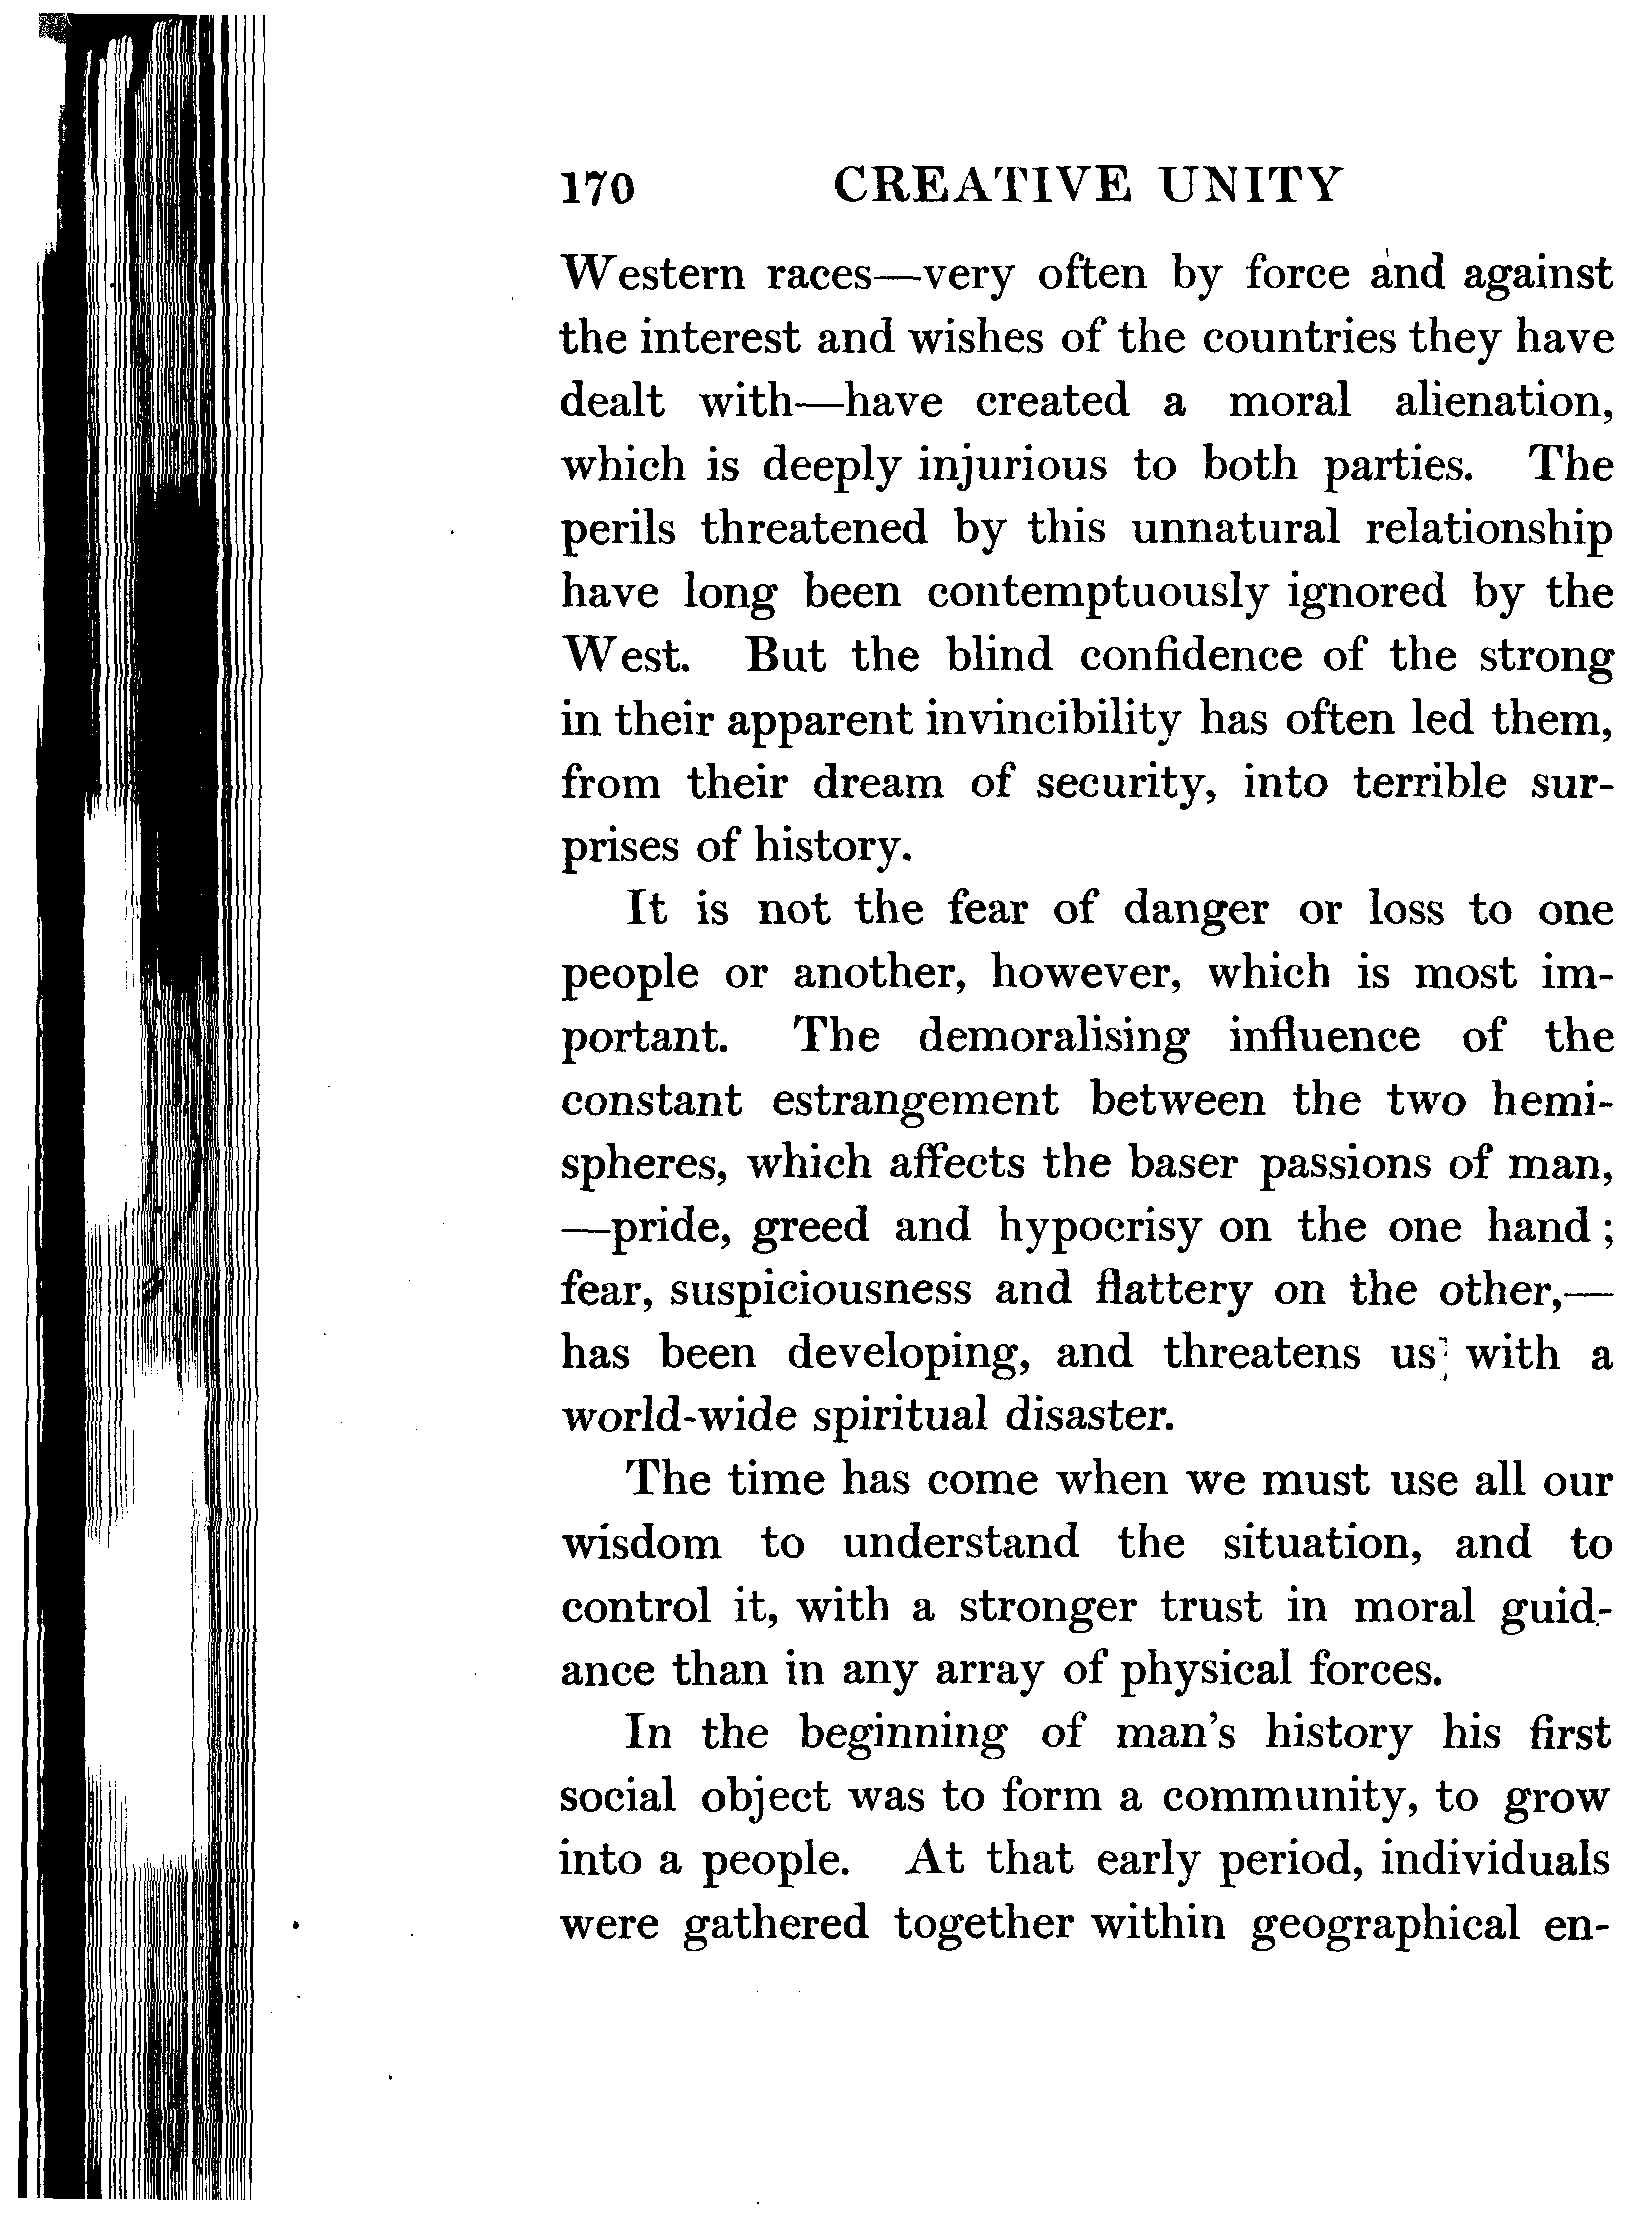 170 CREATIVE UNITY
Western races—very often by force and against
the interest and wishes of the countries they have
dealt with—have created a moral alienation,
which is deeply injurious to both parties. The
perils threatened by this unnatural relationship
have long been contemptuously ignored by the
West. But the blind confidence of the strong
in their apparent invincibility has often led them,
from their dream of security, into terrible sur-
prises of history.
It is not the fear of danger or loss to one
people or another, however, which is most im-
portant. The demoralising influence of the
constant estrangement between the two hemi-
spheres, which affects the baser passions of man,
—pride, greed and hypocrisy on the one hand ;
fear, suspiciousness and flattery on the other,—
has been developing, and threatens us with a
world-wide spiritual disaster.
The time has come when we must use all our
wisdom to understand the situation, and to
control it, with a stronger trust in moral guid-
ance than in any array of physical forces.
In the beginning of man's history his first
social object was to form a community, to grow
into a people. At that early period, individuals
were gathered together within geographical en-